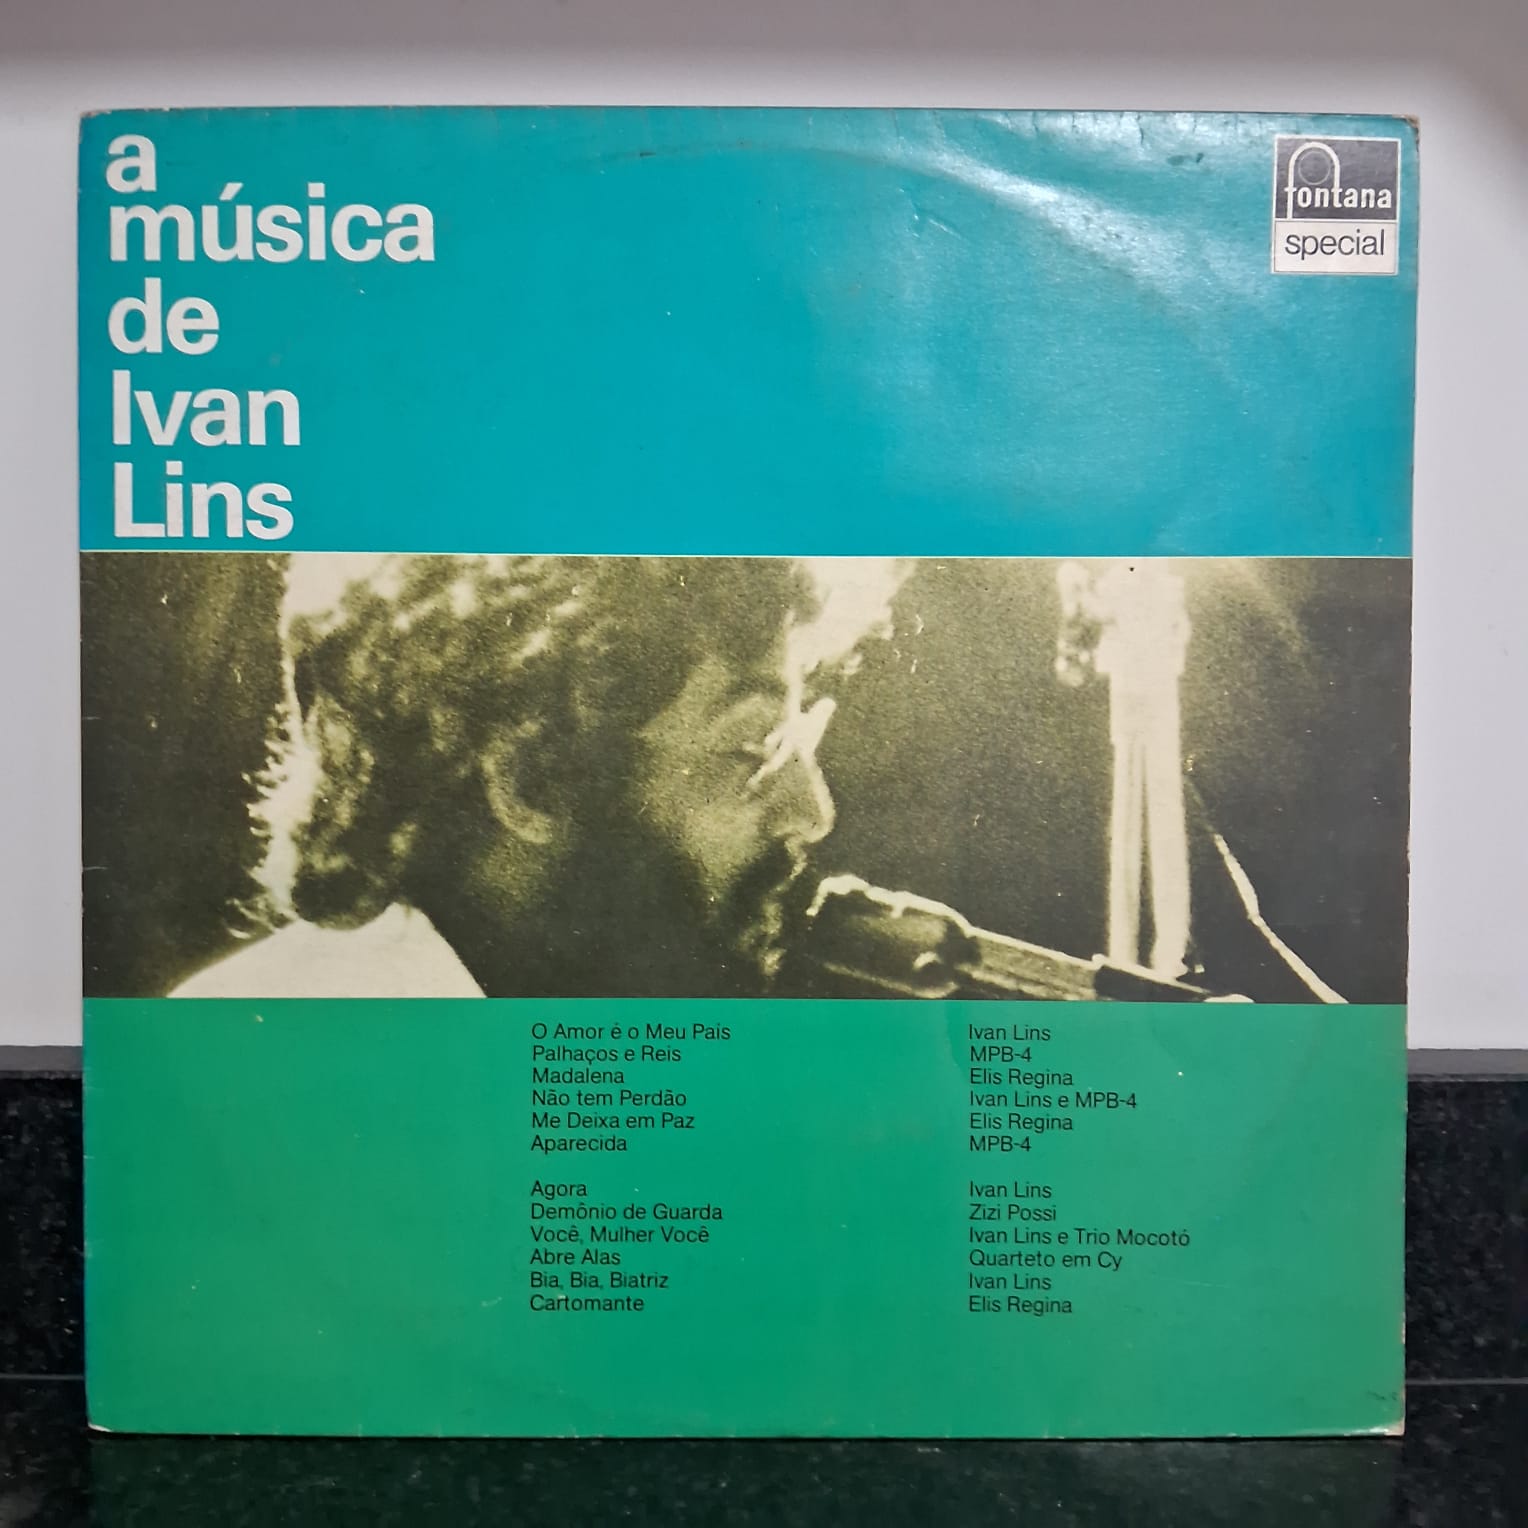 a
música
de
Ivan
Lins
fontana
special
O Amor é o Meu País Ivan Lins
Palhaços e Reis MPB-4
Madalena Elis Regina
Não tem Perdão Ivan Lins e MPB-4
Me Deixa em Paz Elis Regina
Aparecida MPB-4
Agora Ivan Lins
Demônio de Guarda Zizi Possi
Você, Mulher Você Ivan Lins e Trio Mocotó
Abre Alas Quarteto em Cy
Bia, Bia, Biatriz Ivan Lins
Cartomante Elis Regina